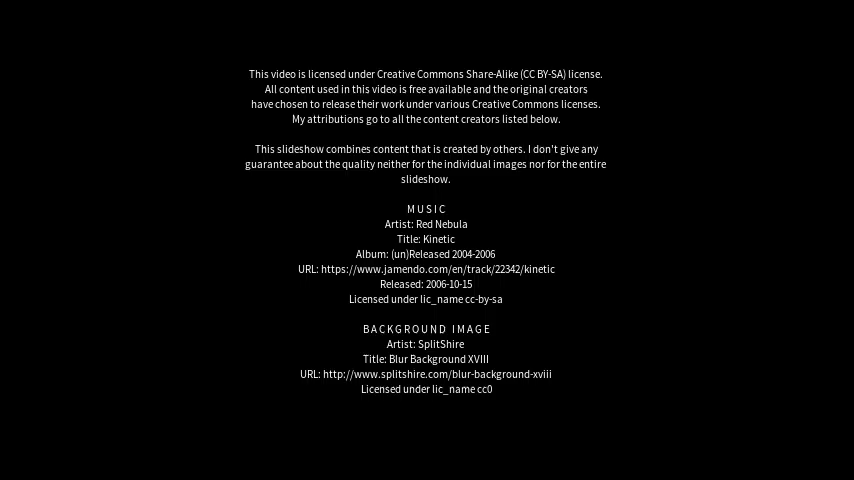 This video is licensed under Creative Commons Share-Alike (CC BY-SA) license.
All content used in this video is free available and the original creators
have chosen to release their work under various Creative Commons licenses.
My attributions go to all the content creators listed below.
This slideshow combines content that is created by others. I don't give any
guarantee about the quality neither for the individual images nor for the entire
slideshow.
MUSIC
Artist: Red Nebula
Title: Kinetic
Album: (un)Released 2004-2006
URL: https://www.jamendo.com/en/track/22342/kinetic
Released: 2006-10-15
Licensed under lic_name cc-by-sa
BACKGROUND IMAGE
Artist: SplitShire
Title: Blur Background XVIII
URL: http://www.splitshire.com/blur-background-xviii
Licensed under lic_name cc0